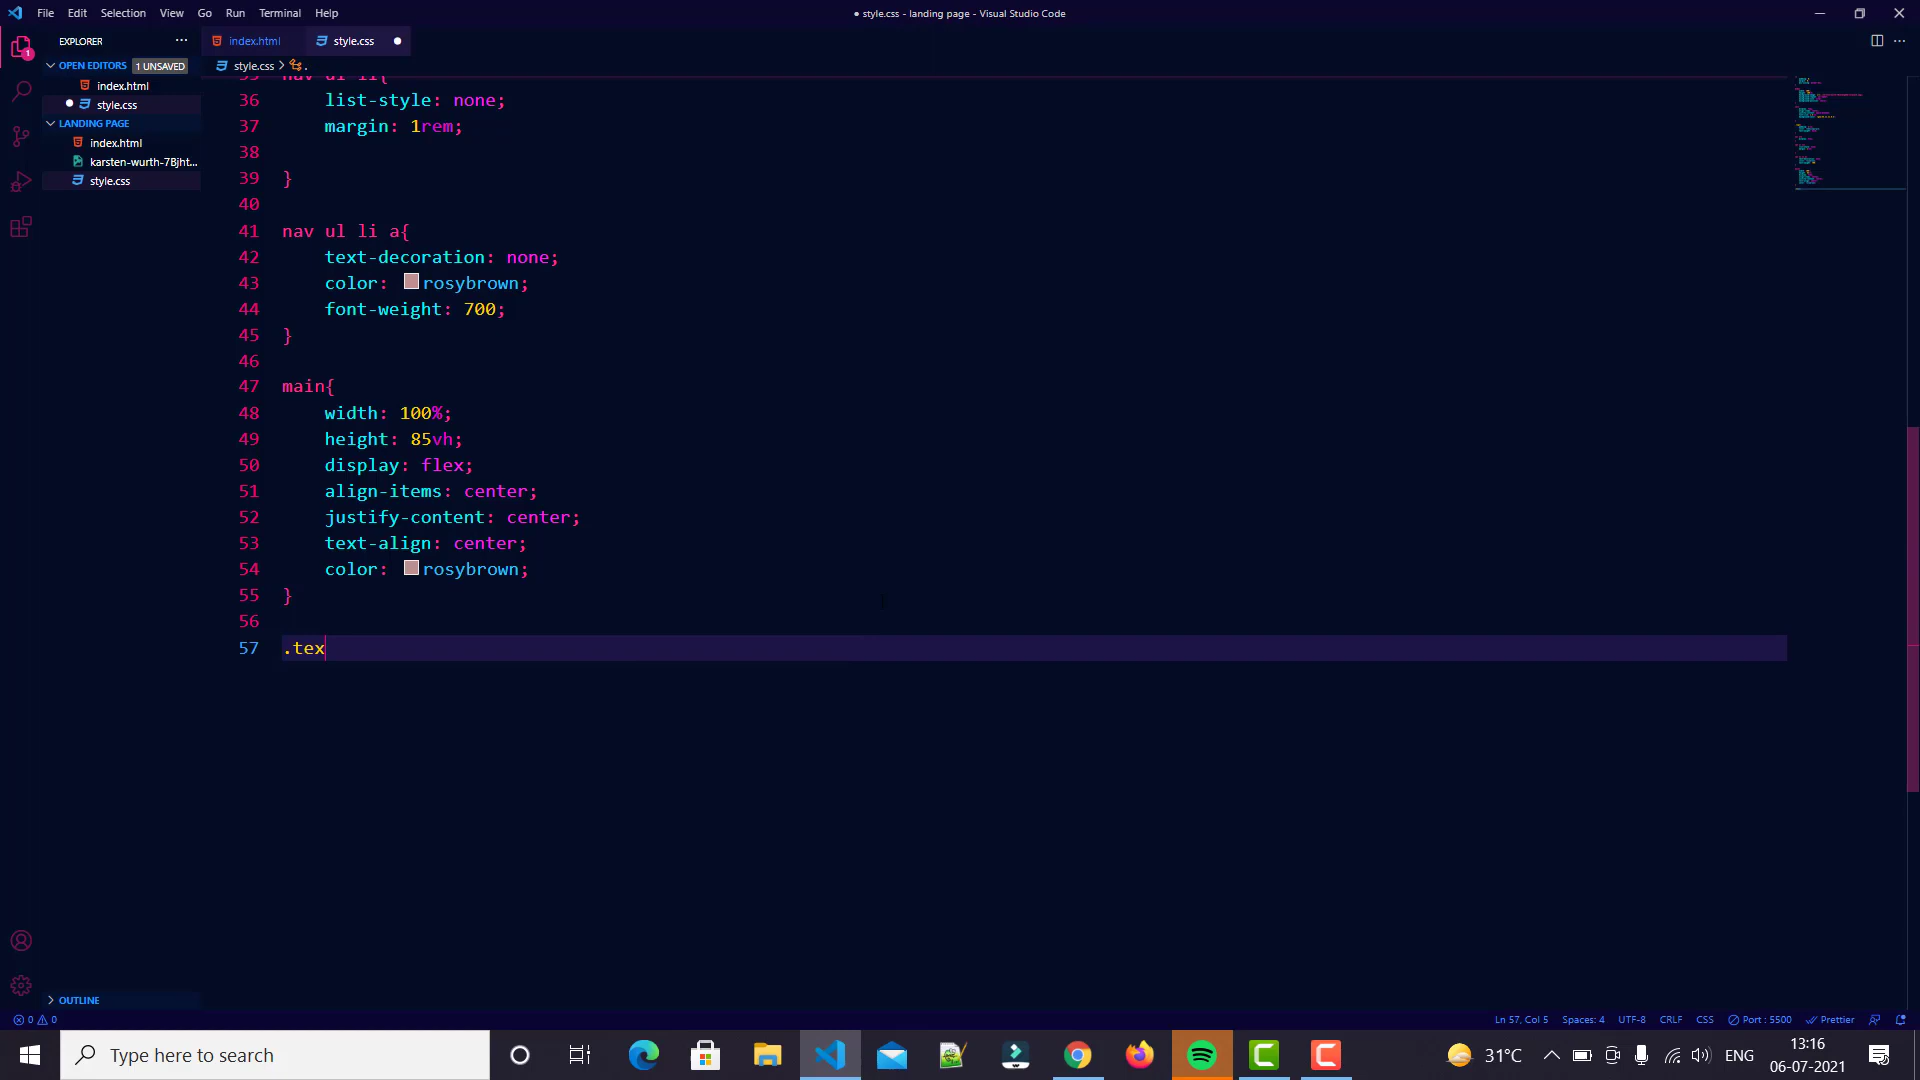 File Edit Selection View Go Run Terminal Help
● style.css - landing page - Visual Studio Code
EXPLORER
index.html
style.css
OPEN EDITORS 1 UNSAVED
index.html
style.css
LANDING PAGE
index.html
karsten-wurth-7Bjht...
style.css
style.css > .
nav ul li{
36 list-style: none;
37 margin: 1rem;
38
39 }
40
41 nav ul li a{
42 text-decoration: none;
43 color: rosybrown;
44 font-weight: 700;
45 }
46
47 main{
48 width: 100%;
49 height: 85vh;
50 display: flex;
51 align-items: center;
52 justify-content: center;
53 text-align: center;
54 color: rosybrown;
55 }
56
57 .tex
OUTLINE
0 0
Ln 57, Col 5 Spaces: 4 UTF-8 CRLF CSS Port : 5500 Prettier
Type here to search
31°C
ENG
13:16
06-07-2021